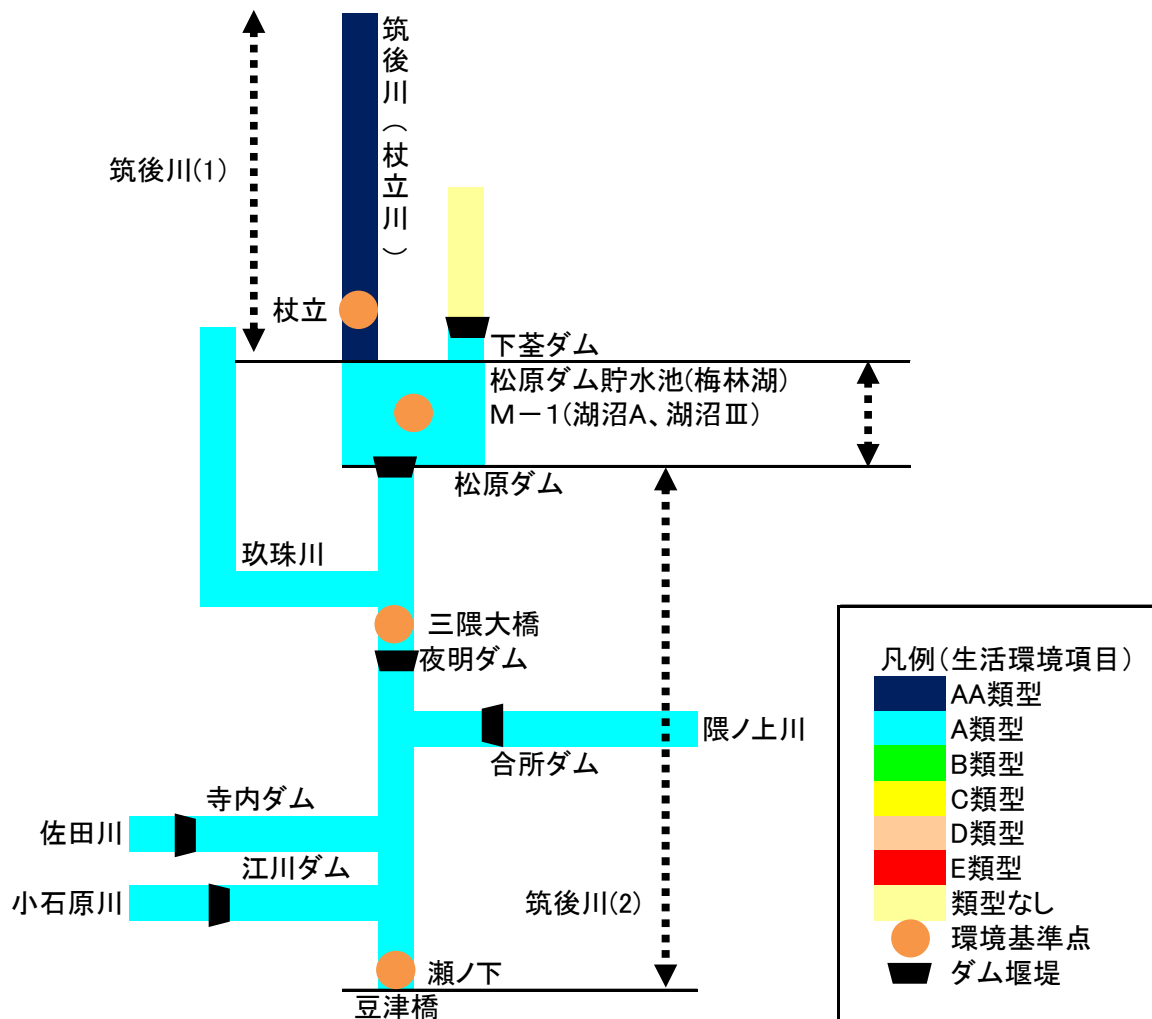 筑後川（杖立川）
筑後川(1)
杖立
下荃ダム
松原ダム貯水池(梅林湖)
M－1(湖沼A、湖沼Ⅲ)
松原ダム
玖珠川
三隈大橋
夜明ダム
隈ノ上川
合所ダム
寺内ダム
佐田川
江川ダム
小石原川
筑後川(2)
瀬ノ下
豆津橋
凡例(生活環境項目)
AA類型
A類型
B類型
C類型
D類型
E類型
類型なし
環境基準点
ダム堰堤